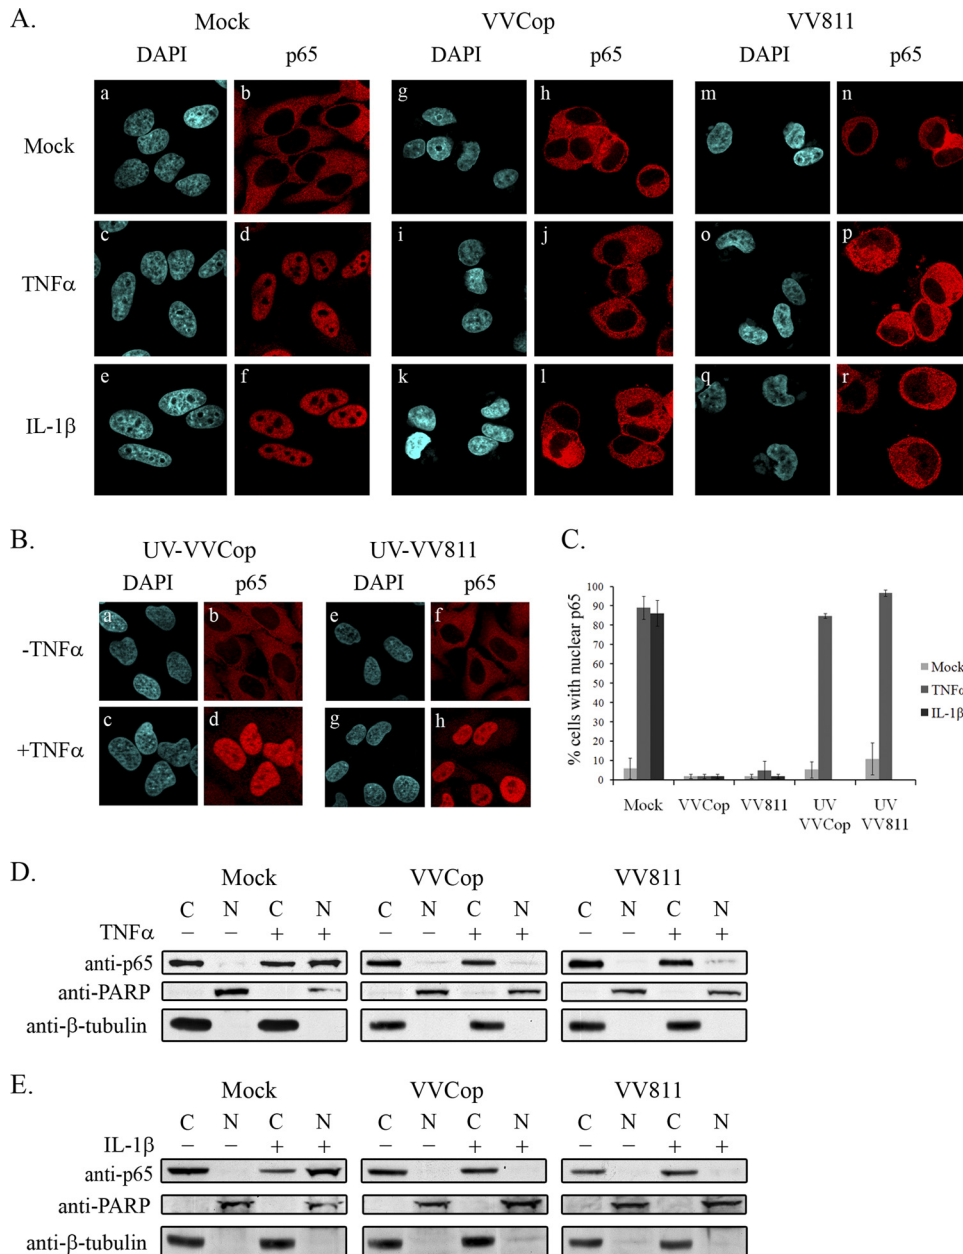 A.
Mock VVCop VV811
DAPI p65 DAPI p65 DAPI p65
Mock a b g h m n
TNFα c d i j o p
IL-1β e f k l q r
B. C.
UV-VVCop UV-VV811
DAPI p65 DAPI p65
-TNFα a b e f
+TNFα c d g h
% cells with nuclear p65
100
90
80
70
60
50
40
30
20
10
0
Mock VVCop VV811 UV VVCop UV VV811
Mock
TNFα
IL-1β
D.
Mock VVCop VV811
C N C N C N C N C N C N
TNFα − − + + − − + + − − + +
anti-p65
anti-PARP
anti-β-tubulin
E.
Mock VVCop VV811
C N C N C N C N C N C N
IL-1β − − + + − − + + − − + +
anti-p65
anti-PARP
anti-β-tubulin